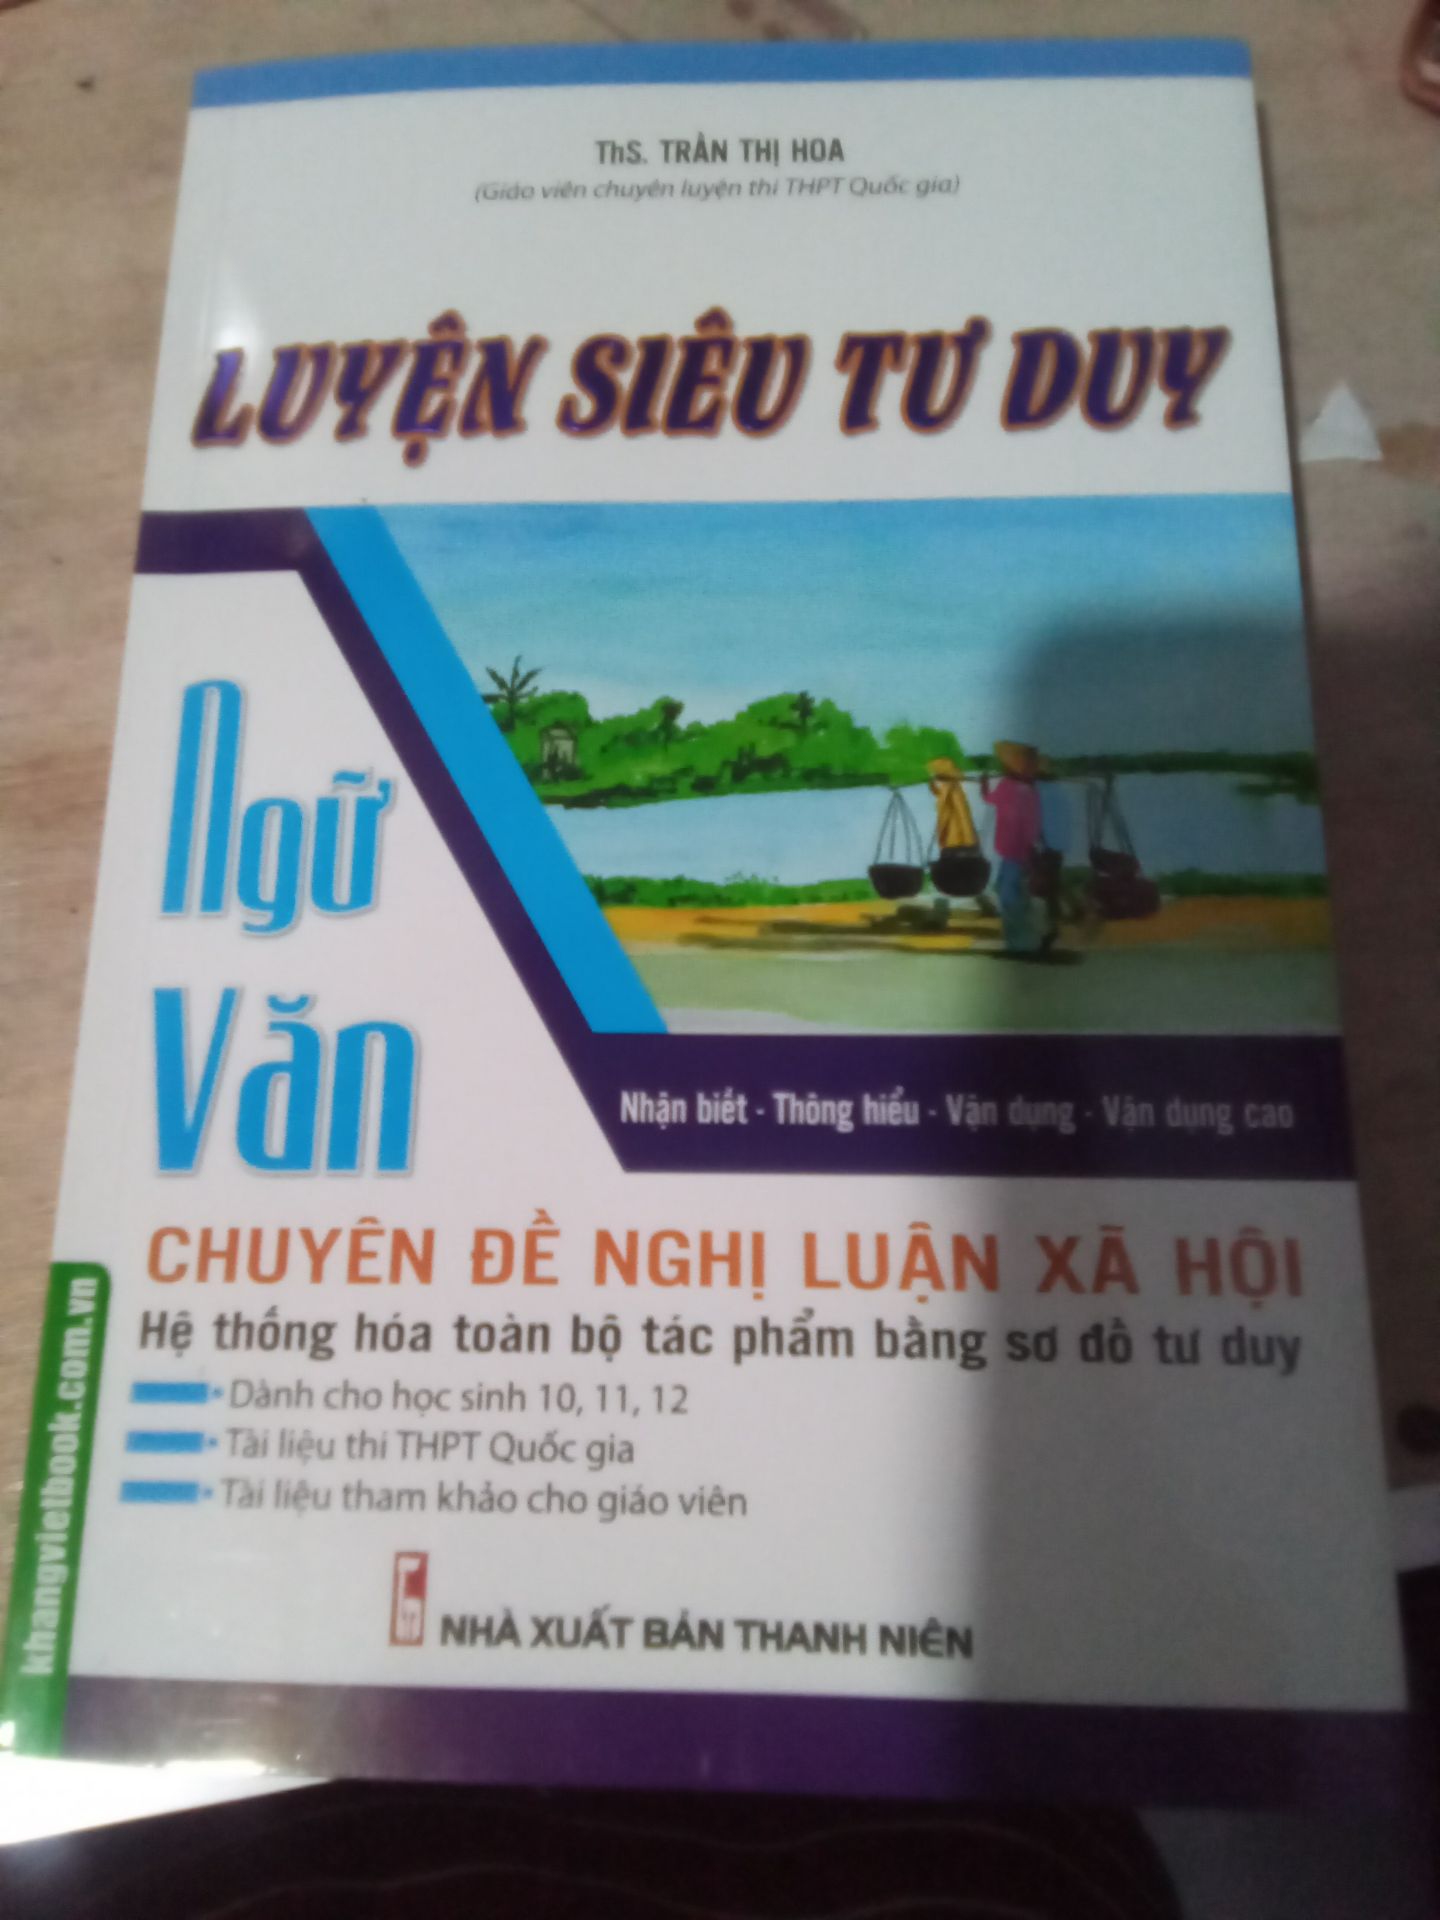 ThS. TRẦN THỊ HOA
(Giáo viên chuyên luyện thi THPT Quốc gia)
LUYỆN SIÊU TƯ DUY
NGỮ
VĂN
Nhận biết - Thông hiểu - Vận dụng - Vận dụng cao
CHUYÊN ĐỀ NGHỊ LUẬN XÃ HỘI
Hệ thống hóa toàn bộ tác phẩm bằng sơ đồ tư duy
Dành cho học sinh 10, 11, 12
Tài liệu thi THPT Quốc gia
Tài liệu tham khảo cho giáo viên
NHÀ XUẤT BẢN THANH NIÊN
khangvietbook.com.vn